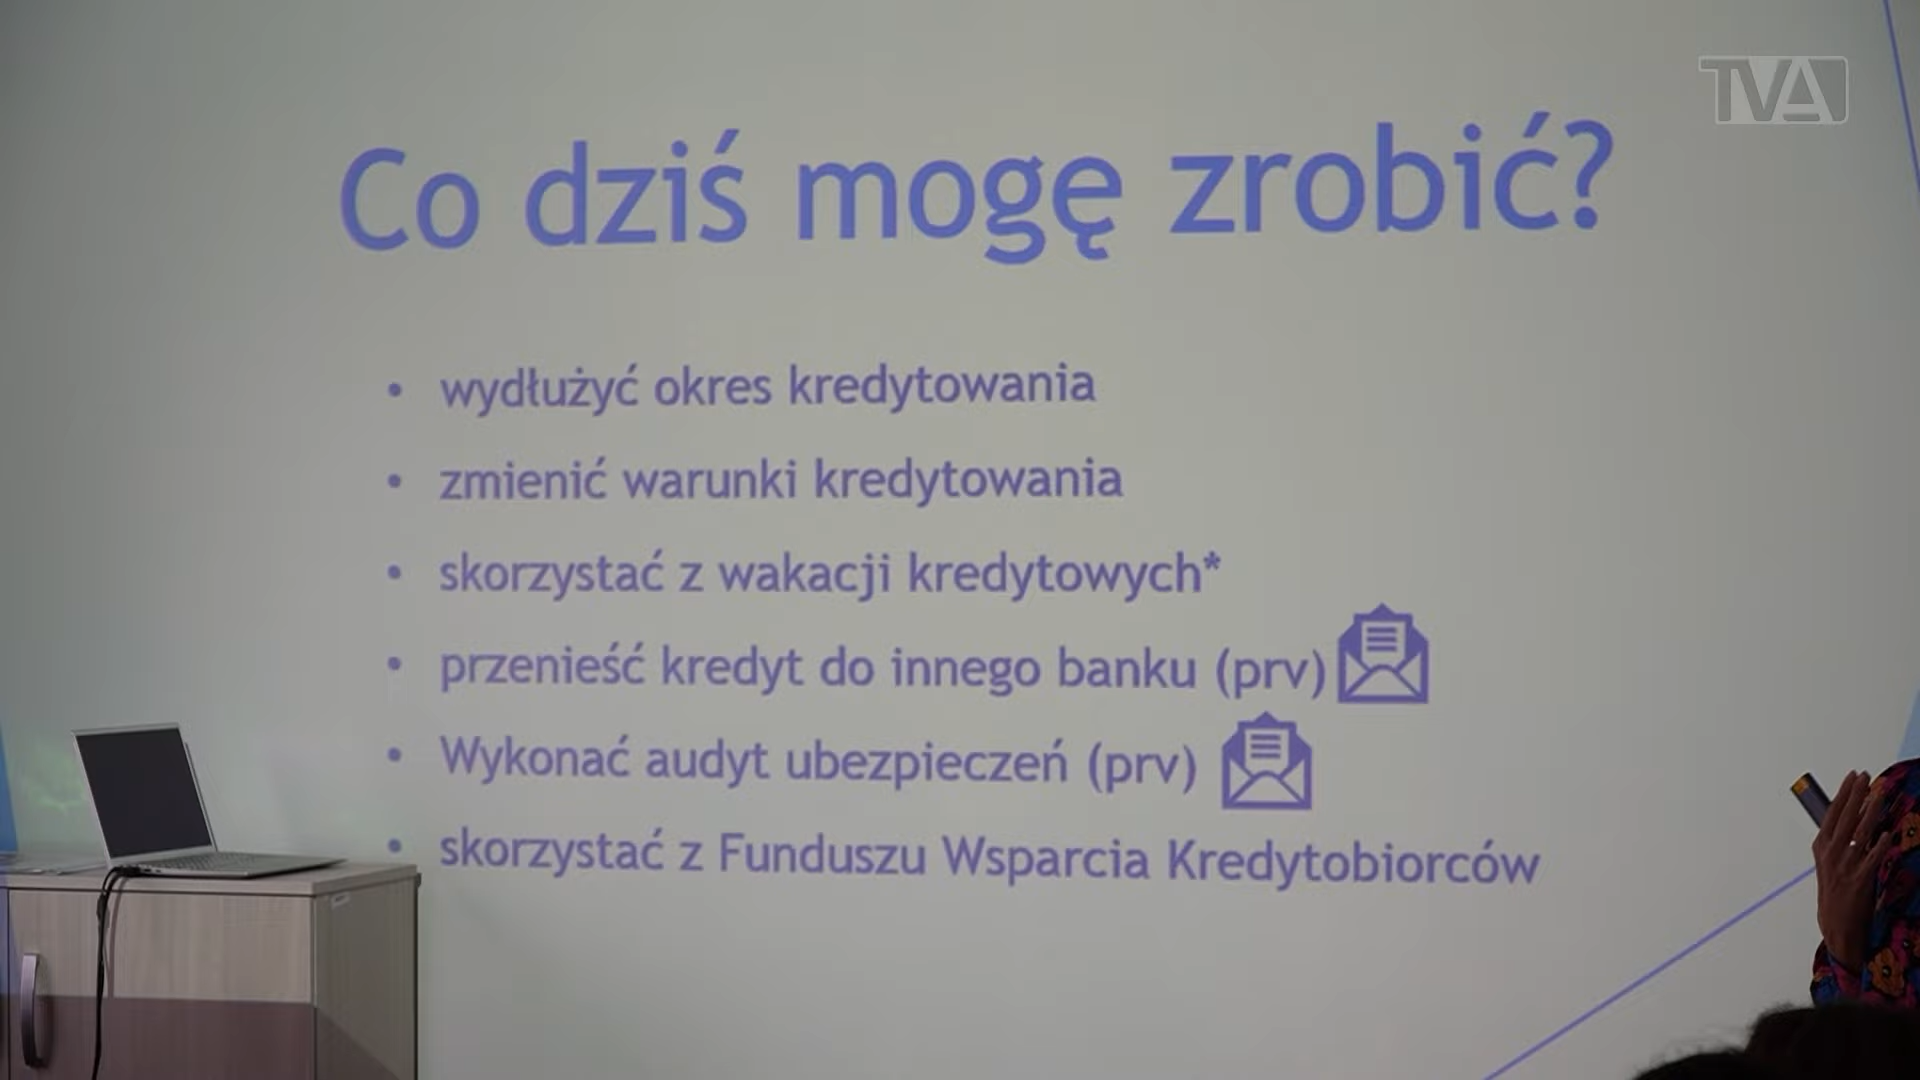 TVA
Co dziś mogę zrobić?
• wydłużyć okres kredytowania
• zmienić warunki kredytowania
• skorzystać z wakacji kredytowych*
• przenieść kredyt do innego banku (prv)
• Wykonać audyt ubezpieczeń (prv)
• skorzystać z Funduszu Wsparcia Kredytobiorców